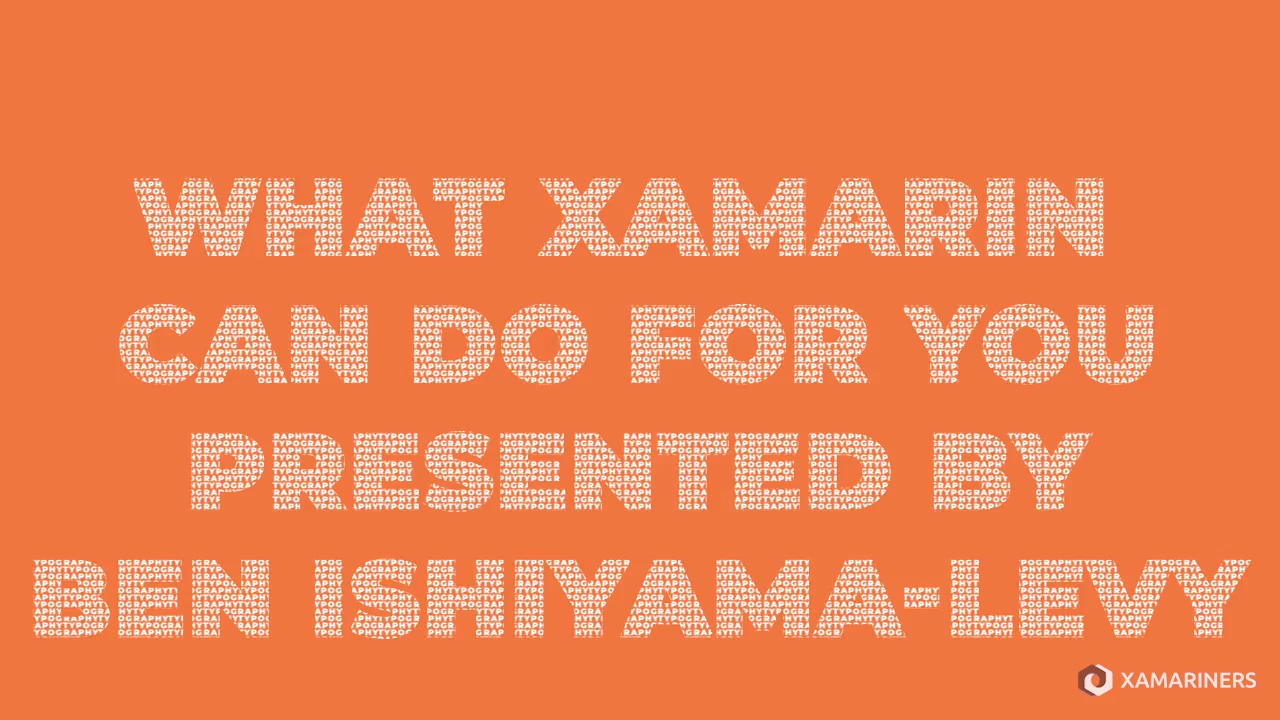 WHAT XAMARIN
CAN DO FOR YOU
PRESENTED BY
BEN ISHIYAMA-LEVY
XAMARINERS